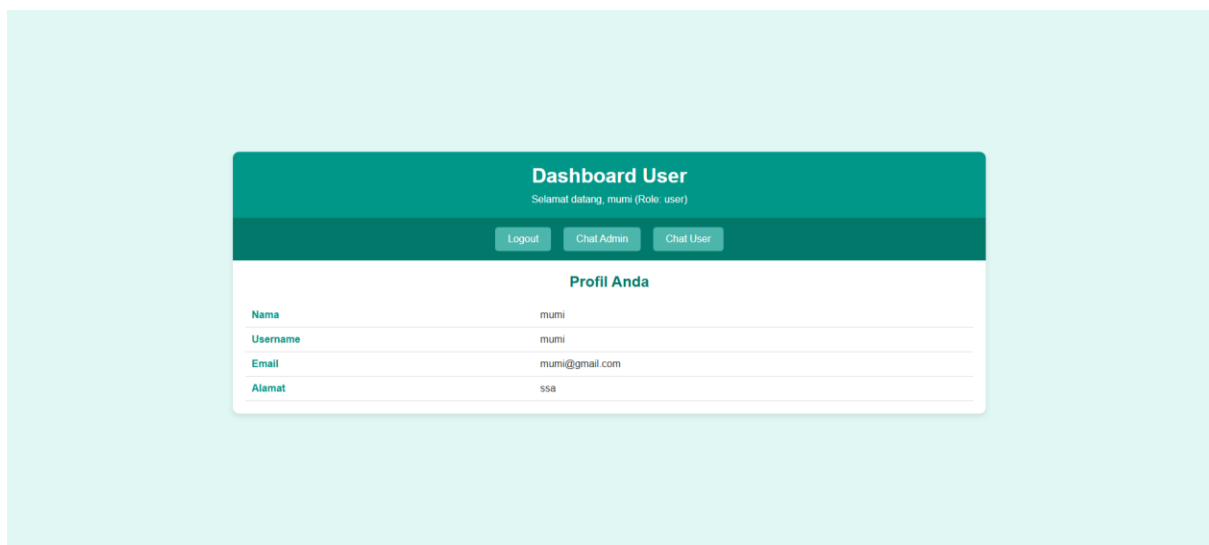 Dashboard User
Selamat datang, mumi (Role: user)
Logout Chat Admin Chat User
Profil Anda
Nama mumi
Username mumi
Email mumi@gmail.com
Alamat ssa